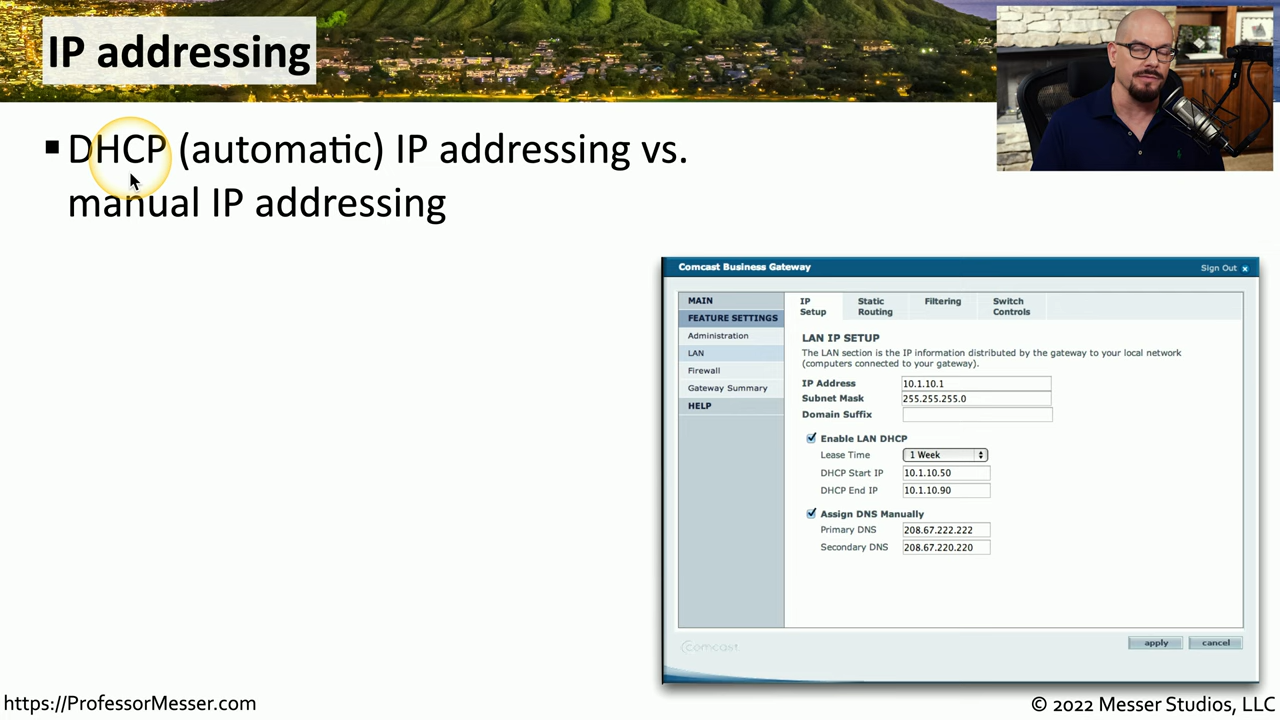 IP addressing
▪ DHCP (automatic) IP addressing vs.
manual IP addressing
Comcast Business Gateway
Sign Out x
MAIN
FEATURE SETTINGS
Administration
LAN
Firewall
Gateway Summary
HELP
IP Setup
Static Routing
Filtering
Switch Controls
LAN IP SETUP
The LAN section is the IP information distributed by the gateway to your local network
(computers connected to your gateway).
IP Address 10.1.10.1
Subnet Mask 255.255.255.0
Domain Suffix
Enable LAN DHCP
Lease Time 1 Week
DHCP Start IP 10.1.10.50
DHCP End IP 10.1.10.90
Assign DNS Manually
Primary DNS 208.67.222.222
Secondary DNS 208.67.220.220
comcast
apply cancel
https://ProfessorMesser.com
© 2022 Messer Studios, LLC